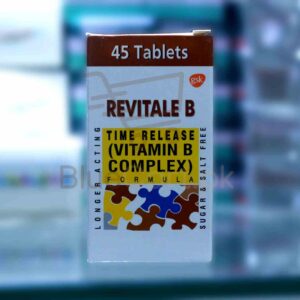 45 Tablets
gsk
REVITALE B
TIME RELEASE
(VITAMIN B
COMPLEX)
FORMULA
LONGER ACTING
SUGAR & SALT FREE